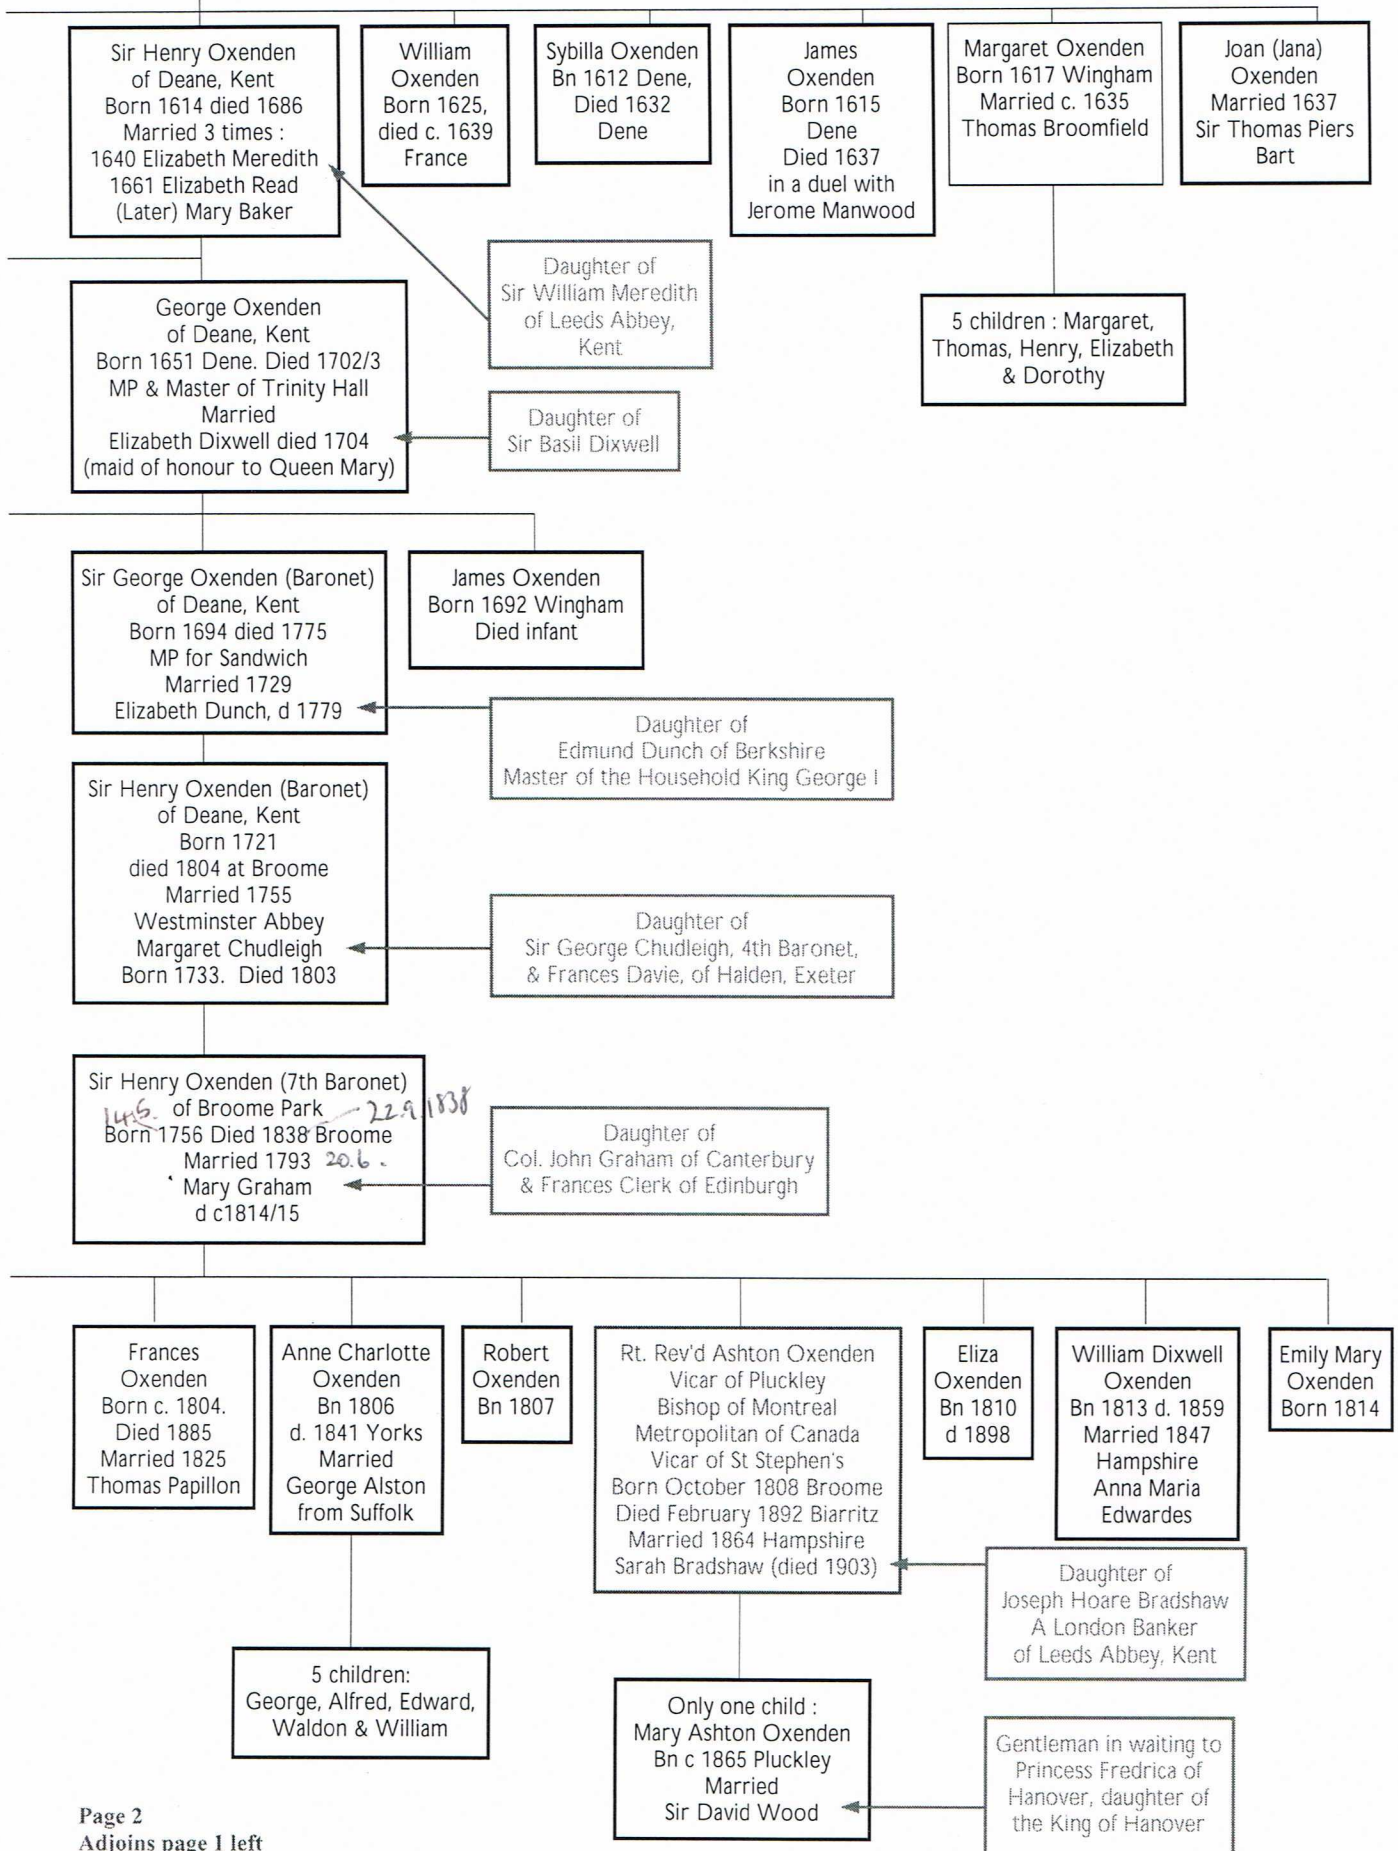 Sir Henry Oxenden
of Deane, Kent
Born 1614 died 1686
Married 3 times :
1640 Elizabeth Meredith
1661 Elizabeth Read
(Later) Mary Baker
William
Oxenden
Born 1625,
died c. 1639
France
Sybilla Oxenden
Bn 1612 Dene,
Died 1632
Dene
James
Oxenden
Born 1615
Dene
Died 1637
in a duel with
Jerome Manwood
Margaret Oxenden
Born 1617 Wingham
Married c. 1635
Thomas Broomfield
Joan (Jana)
Oxenden
Married 1637
Sir Thomas Piers
Bart
Daughter of
Sir William Meredith
of Leeds Abbey,
Kent
5 children : Margaret,
Thomas, Henry, Elizabeth
& Dorothy
George Oxenden
of Deane, Kent
Born 1651 Dene. Died 1702/3
MP & Master of Trinity Hall
Married
Elizabeth Dixwell died 1704
(maid of honour to Queen Mary)
Daughter of
Sir Basil Dixwell
Sir George Oxenden (Baronet)
of Deane, Kent
Born 1694 died 1775
MP for Sandwich
Married 1729
Elizabeth Dunch, d 1779
James Oxenden
Born 1692 Wingham
Died infant
Daughter of
Edmund Dunch of Berkshire
Master of the Household King George I
Sir Henry Oxenden (Baronet)
of Deane, Kent
Born 1721
died 1804 at Broome
Married 1755
Westminster Abbey
Margaret Chudleigh
Born 1733. Died 1803
Daughter of
Sir George Chudleigh, 4th Baronet,
& Frances Davie, of Halden, Exeter
Sir Henry Oxenden (7th Baronet)
14.5. of Broome Park 22.9.1838
Born 1756 Died 1838 Broome
Married 1793 20.6.
Mary Graham
d c1814/15
Daughter of
Col. John Graham of Canterbury
& Frances Clerk of Edinburgh
Frances
Oxenden
Born c. 1804.
Died 1885
Married 1825
Thomas Papillon
Anne Charlotte
Oxenden
Bn 1806
d. 1841 Yorks
Married
George Alston
from Suffolk
Robert
Oxenden
Bn 1807
Rt. Rev'd Ashton Oxenden
Vicar of Pluckley
Bishop of Montreal
Metropolitan of Canada
Vicar of St Stephen's
Born October 1808 Broome
Died February 1892 Biarritz
Married 1864 Hampshire
Sarah Bradshaw (died 1903)
Eliza
Oxenden
Bn 1810
d 1898
William Dixwell
Oxenden
Bn 1813 d. 1859
Married 1847
Hampshire
Anna Maria
Edwardes
Emily Mary
Oxenden
Born 1814
Daughter of
Joseph Hoare Bradshaw
A London Banker
of Leeds Abbey, Kent
5 children:
George, Alfred, Edward,
Waldon & William
Only one child :
Mary Ashton Oxenden
Bn c 1865 Pluckley
Married
Sir David Wood
Gentleman in waiting to
Princess Fredrica of
Hanover, daughter of
the King of Hanover
Page 2
Adjoins page 1 left